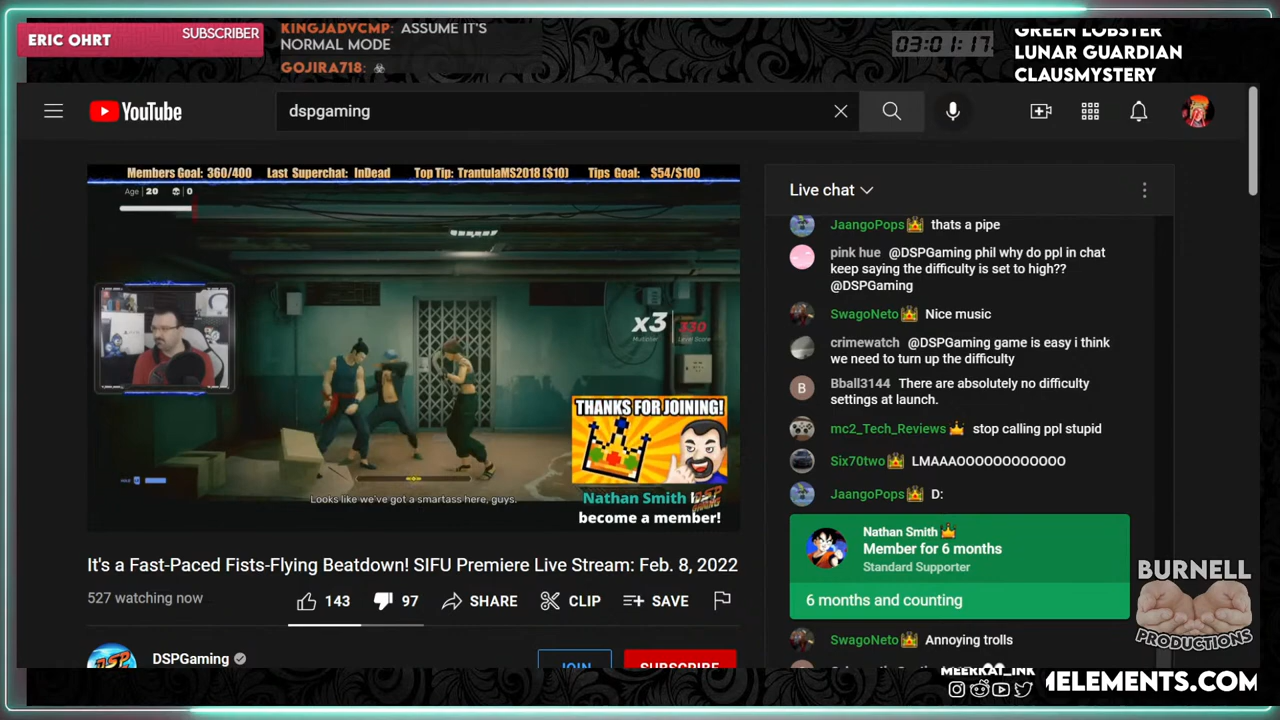 ERIC OHRT
SUBSCRIBER
KINGJADVCMP: ASSUME IT'S
NORMAL MODE
GOJIRA718:
03:01:17
GREEN LOBSTER
LUNAR GUARDIAN
CLAUSMYSTERY
YouTube
dspgaming
Members Goal: 360/400 Last Superchat: InDead Top Tip: TrantulaMS2018 ($10) Tips Goal: $54/$100
Age 20 0
x3 330
Multiplier Level Score
THANKS FOR JOINING!
Nathan Smith
become a member!
Looks like we've got a smartass here, guys.
Live chat
JaangoPops thats a pipe
pink hue @DSPGaming phil why do ppl in chat
keep saying the difficulty is set to high??
@DSPGaming
SwagoNeto Nice music
crimewatch @DSPGaming game is easy i think
we need to turn up the difficulty
B Bball3144 There are absolutely no difficulty
settings at launch.
mc2_Tech_Reviews stop calling ppl stupid
Six70two LMAAAOOOOOOOOOOO
JaangoPops D:
Nathan Smith
Member for 6 months
Standard Supporter
6 months and counting
SwagoNeto Annoying trolls
It's a Fast-Paced Fists-Flying Beatdown! SIFU Premiere Live Stream: Feb. 8, 2022
527 watching now
143 97 SHARE CLIP SAVE
DSP DSPGaming
JOIN SUBSCRIBE
BURNELL
PRODUCTIONS
MEERKAT_INK
MELEMENTS.COM